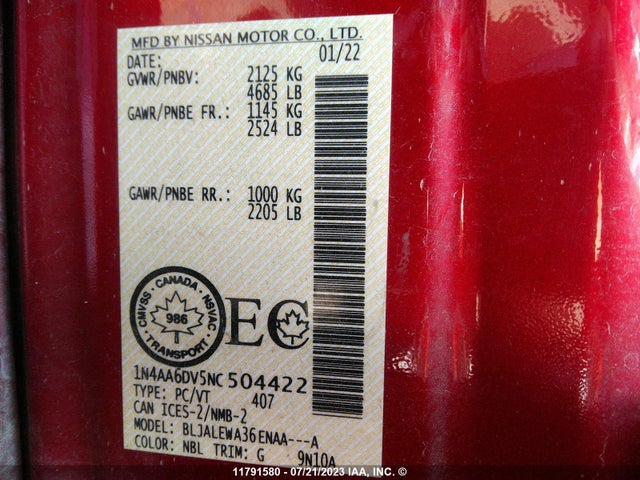 MFD BY NISSAN MOTOR CO., LTD.
DATE: 01/22
GVWR/PNBV: 2125 KG
4685 LB
GAWR/PNBE FR.: 1145 KG
2524 LB
GAWR/PNBE RR.: 1000 KG
2205 LB
CANADA
CMVSS · NSVAC
986
TRANSPORT
EC
1N4AA6DV5NC504422
TYPE: PC/VT 407
CAN ICES-2/NMB-2
MODEL: BLJALEWA36ENAA---A
COLOR: NBL TRIM: G 9N10A
11791580 - 07/21/2023 IAA, INC. ©